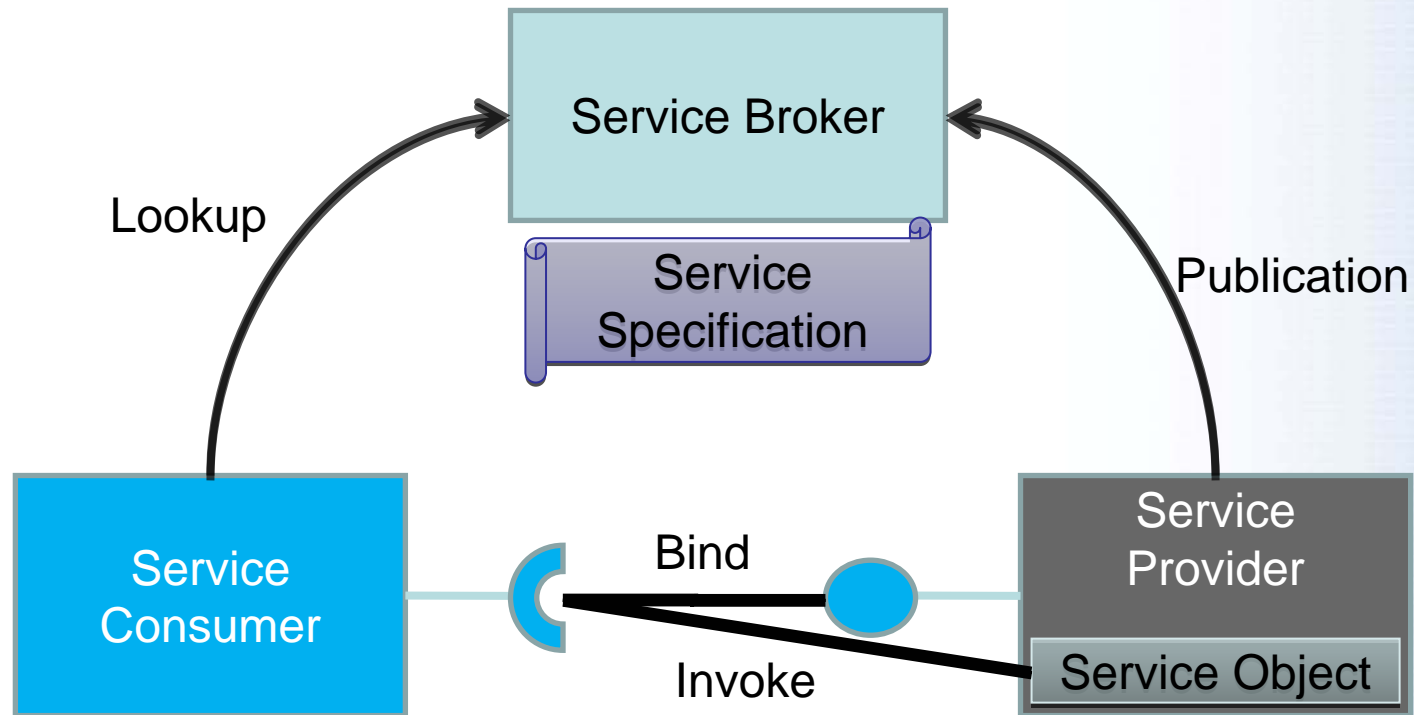 Service Broker
Lookup
Service
Specification
Publication
Service
Consumer
Bind
Invoke
Service
Provider
Service Object